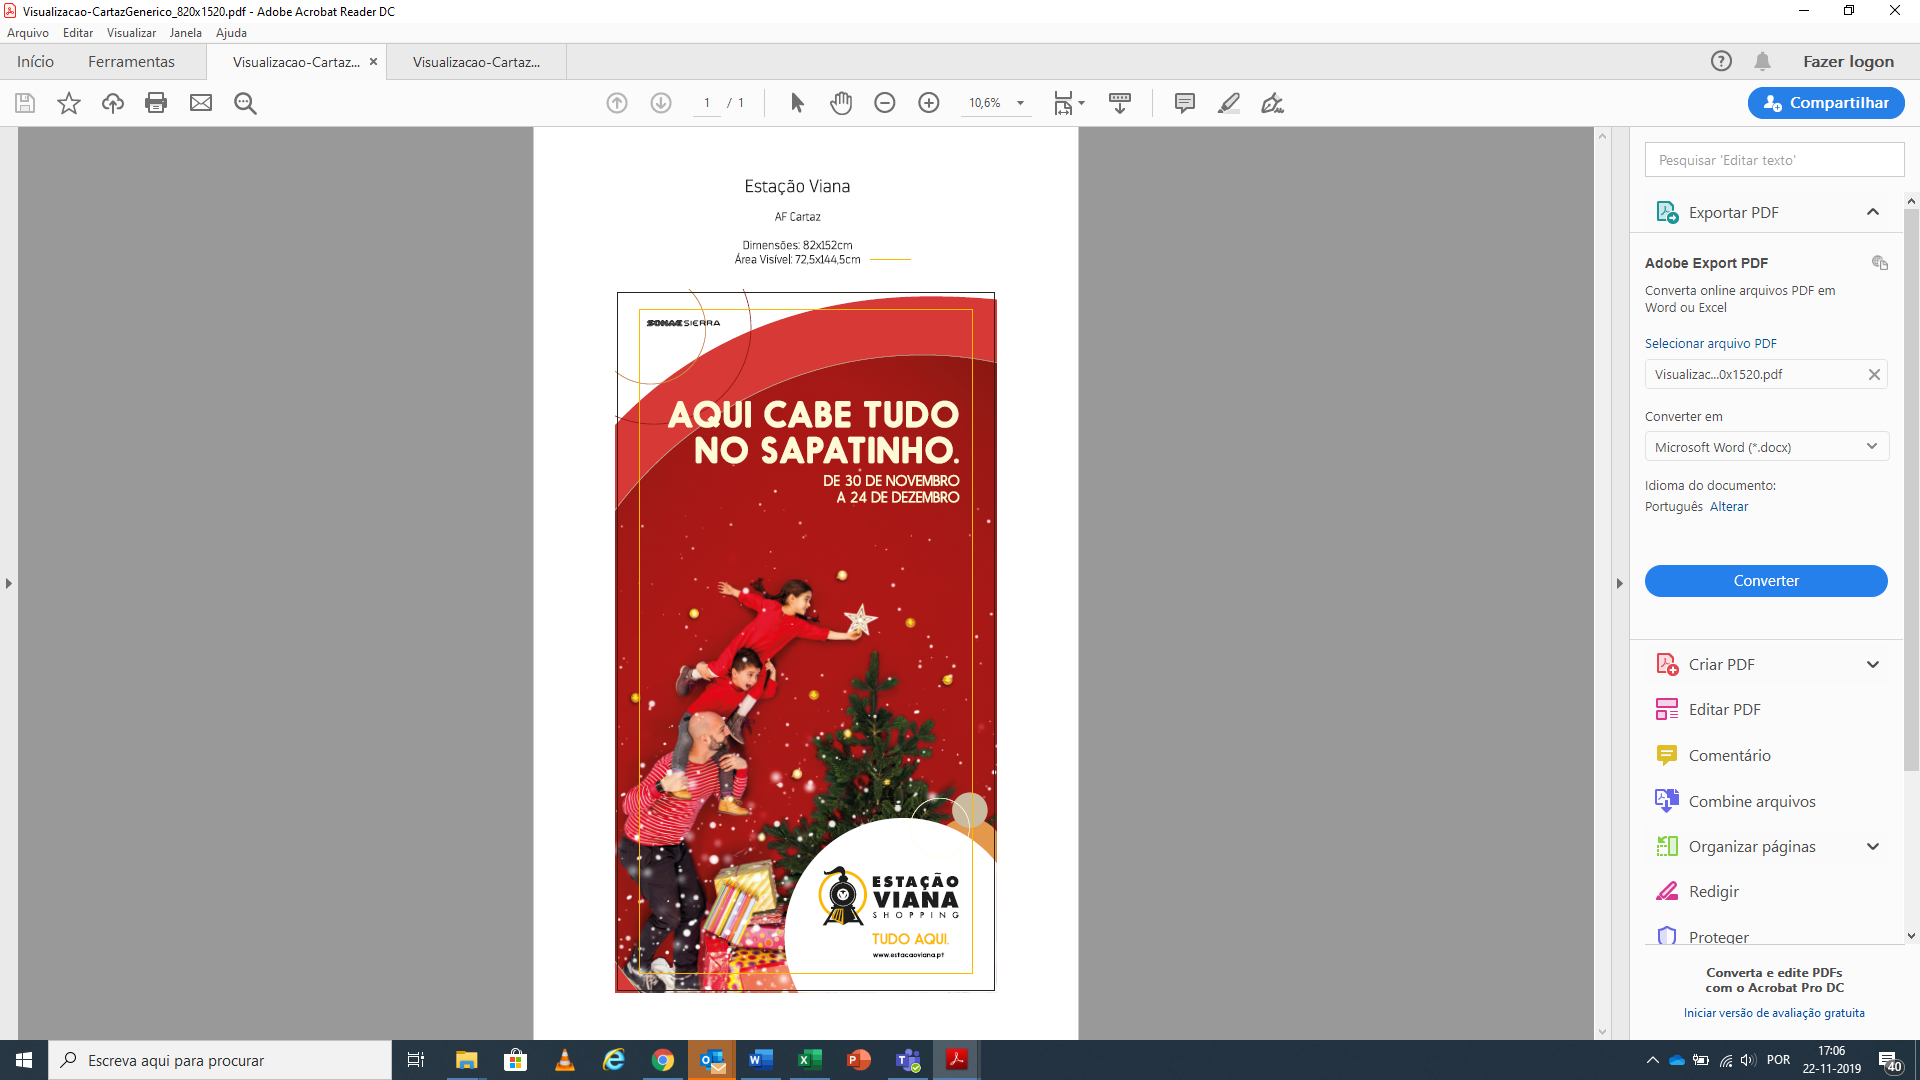 Visualizacao-CartazGenerico_820x1520.pdf - Adobe Acrobat Reader DC
Arquivo Editar Visualizar Janela Ajuda
Início Ferramentas Visualizacao-Cartaz... Visualizacao-Cartaz... Fazer logon
1 / 1 10,6% Compartilhar
Estação Viana
AF Cartaz
Dimensões: 82x152cm
Área Visível: 72,5x144,5cm
SONAE SIERRA
AQUI CABE TUDO
NO SAPATINHO.
DE 30 DE NOVEMBRO
A 24 DE DEZEMBRO
ESTAÇÃO
VIANA
SHOPPING
TUDO AQUI.
www.estacaoviana.pt
Pesquisar 'Editar texto'
Exportar PDF
Adobe Export PDF
Converta online arquivos PDF em
Word ou Excel
Selecionar arquivo PDF
Visualizac...0x1520.pdf
Converter em
Microsoft Word (*.docx)
Idioma do documento:
Português Alterar
Converter
Criar PDF
Editar PDF
Comentário
Combine arquivos
Organizar páginas
Redigir
Proteger
Converta e edite PDFs
com o Acrobat Pro DC
Iniciar versão de avaliação gratuita
Escreva aqui para procurar
POR
17:06
22-11-2019
40